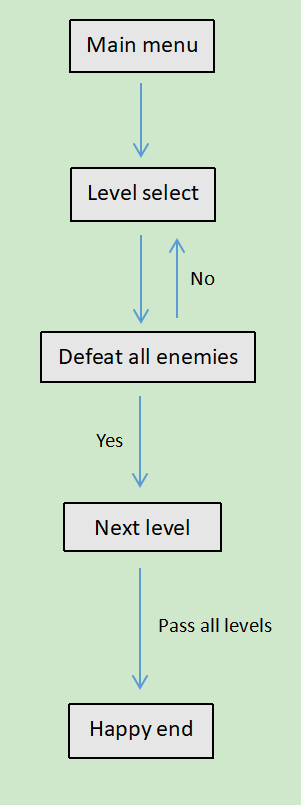 Main menu
Level select
No
Defeat all enemies
Yes
Next level
Pass all levels
Happy end